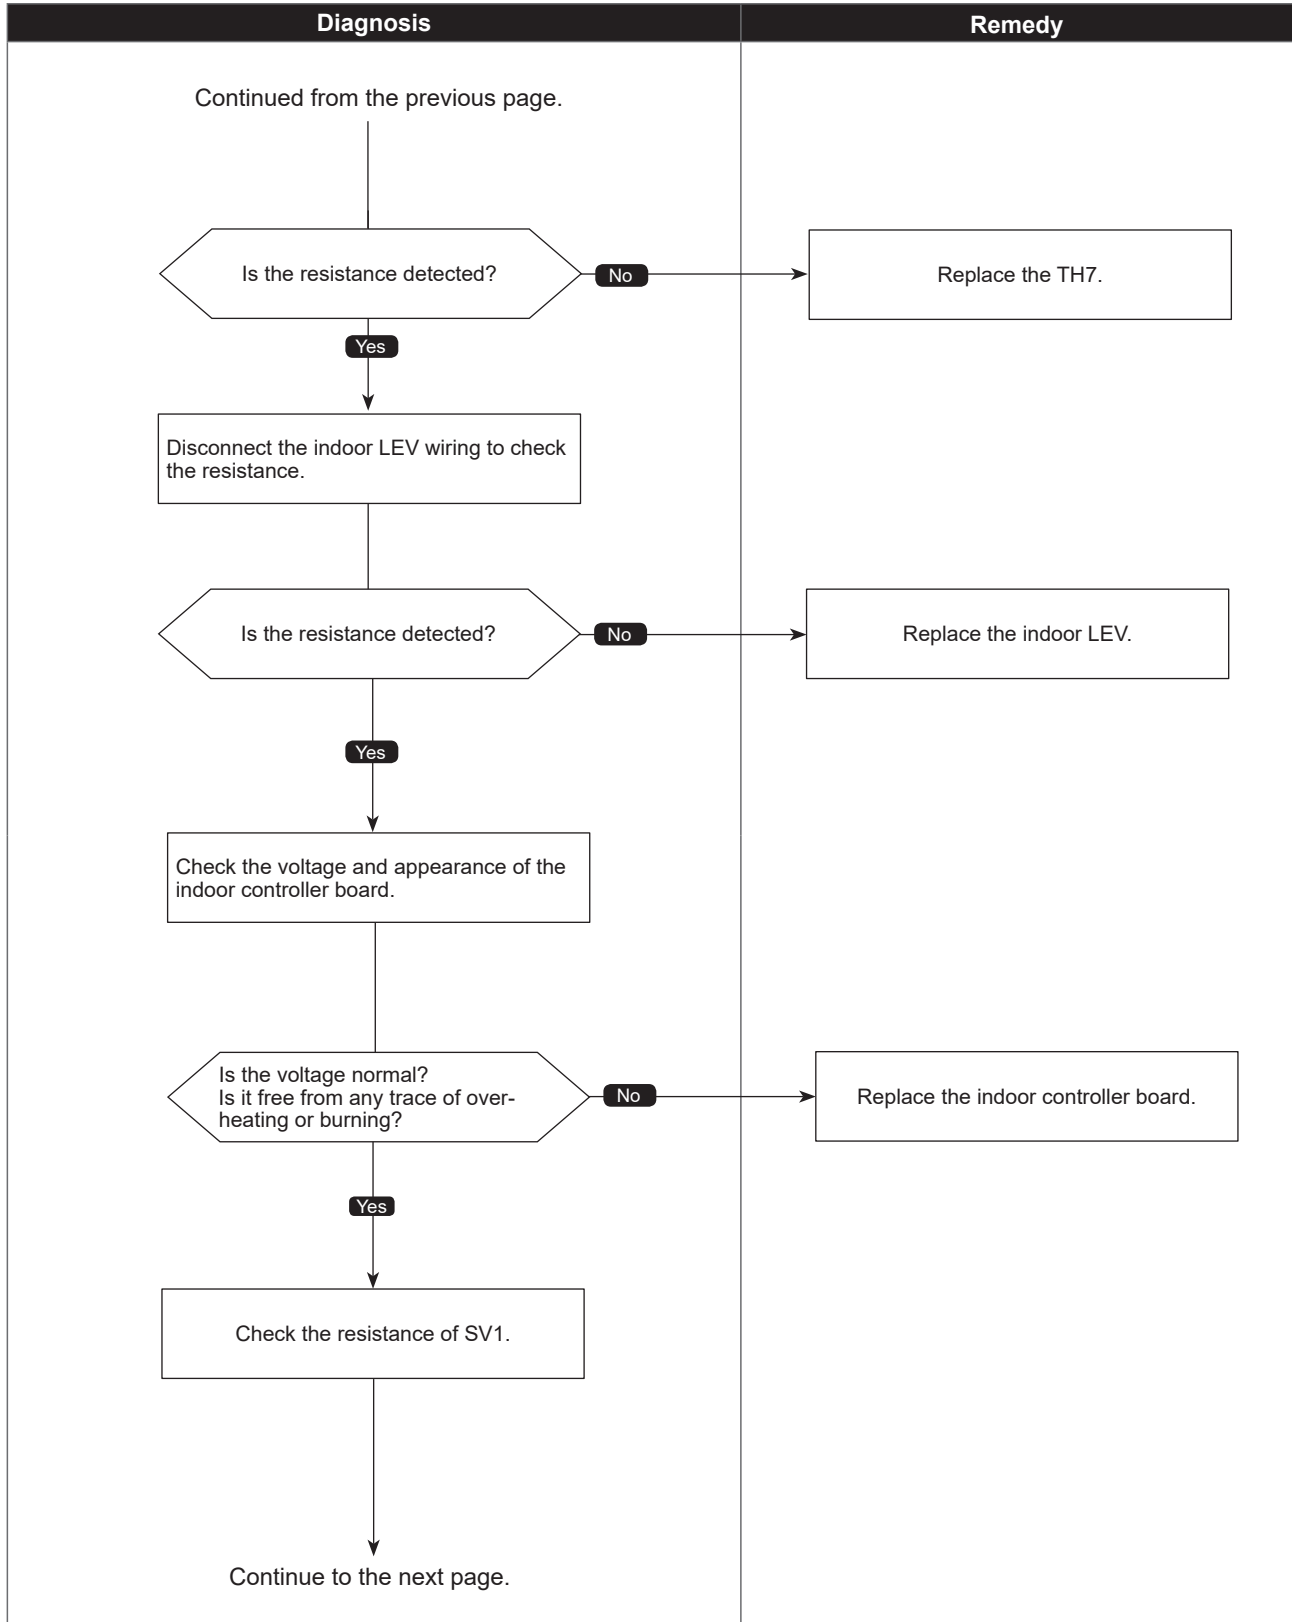 Diagnosis
Remedy
Continued from the previous page.
Is the resistance detected?
No
Replace the TH7.
Yes
Disconnect the indoor LEV wiring to check
the resistance.
Is the resistance detected?
No
Replace the indoor LEV.
Yes
Check the voltage and appearance of the
indoor controller board.
Is the voltage normal?
Is it free from any trace of over-
heating or burning?
No
Replace the indoor controller board.
Yes
Check the resistance of SV1.
Continue to the next page.